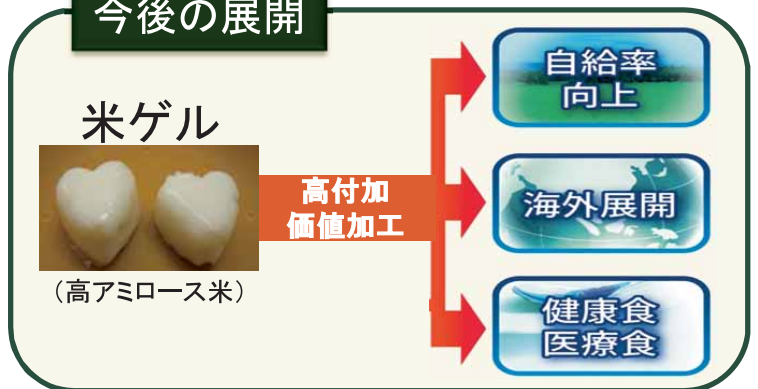 今後の展開
米ゲル
(高アミロース米)
高付加
価値加工
自給率
向上
海外展開
健康食
医療食